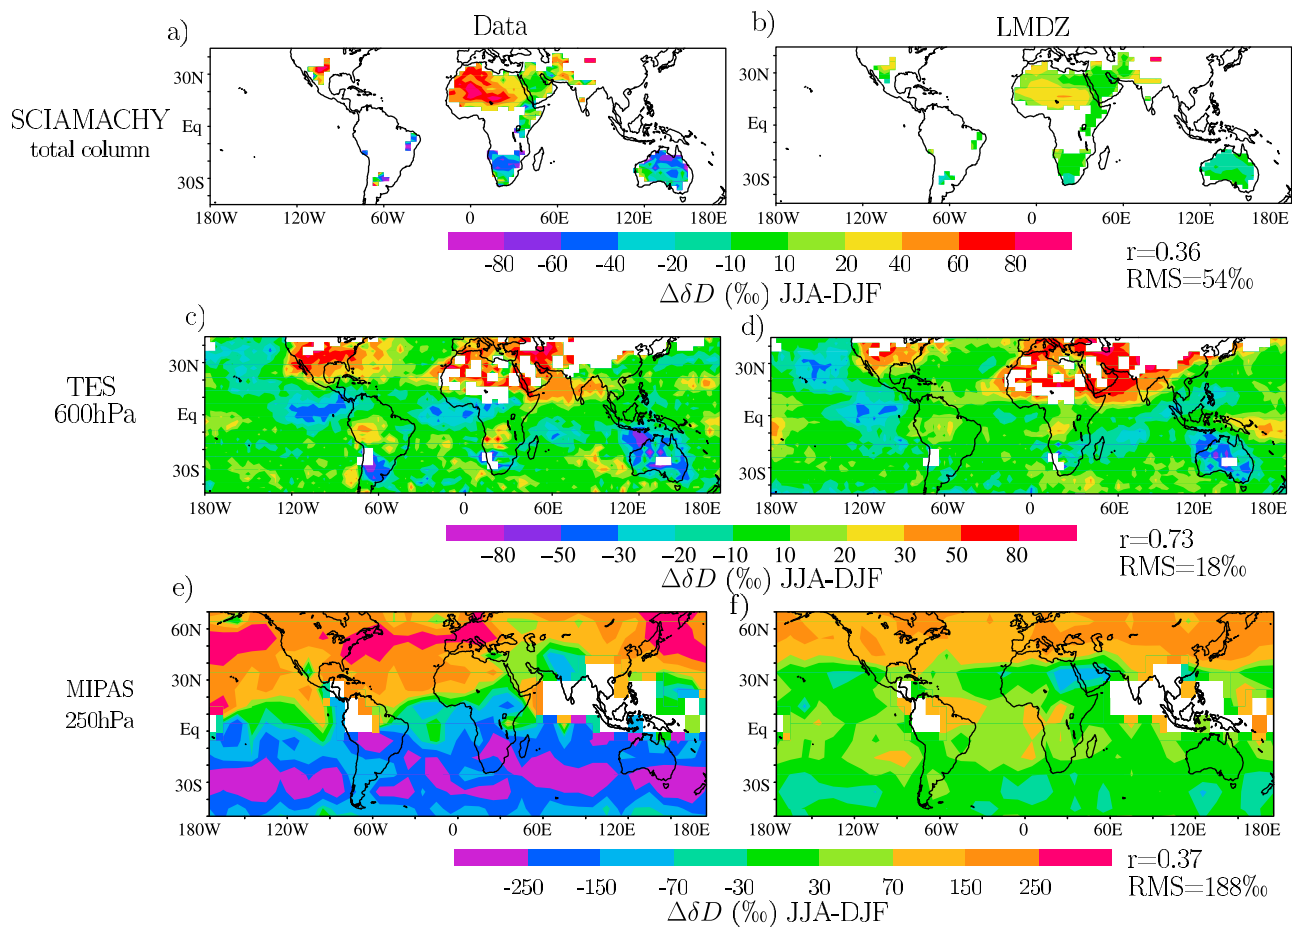 a) Data b) LMDZ
30N
Eq
30S
SCIAMACHY
total column
180W 120W 60W 0 60E 120E 180E
180W 120W 60W 0 60E 120E 180E
-80 -60 -40 -20 -10 10 20 40 60 80
ΔδD (‰) JJA-DJF
r=0.36
RMS=54‰
c) d)
30N 30N
Eq Eq
30S 30S
TES
600hPa
180W 120W 60W 0 60E 120E 180E
180W 120W 60W 0 60E 120E 180E
−80 −50 −30 −20 −10 10 20 30 50 80
ΔδD (‰) JJA-DJF
r=0.73
RMS=18‰
e) f)
60N 60N
30N 30N
Eq Eq
30S 30S
MIPAS
250hPa
180W 120W 60W 0 60E 120E 180E
180W 120W 60W 0 60E 120E 180E
-250 -150 -70 -30 30 70 150 250
ΔδD (‰) JJA-DJF
r=0.37
RMS=188‰